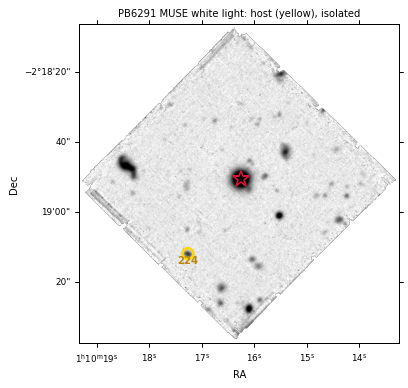 PB6291 MUSE white light: host (yellow), isolated
−2°18'20"
40"
Dec
19'00"
20"
224
1ʰ10ᵐ19ˢ 18ˢ 17ˢ 16ˢ 15ˢ 14ˢ
RA